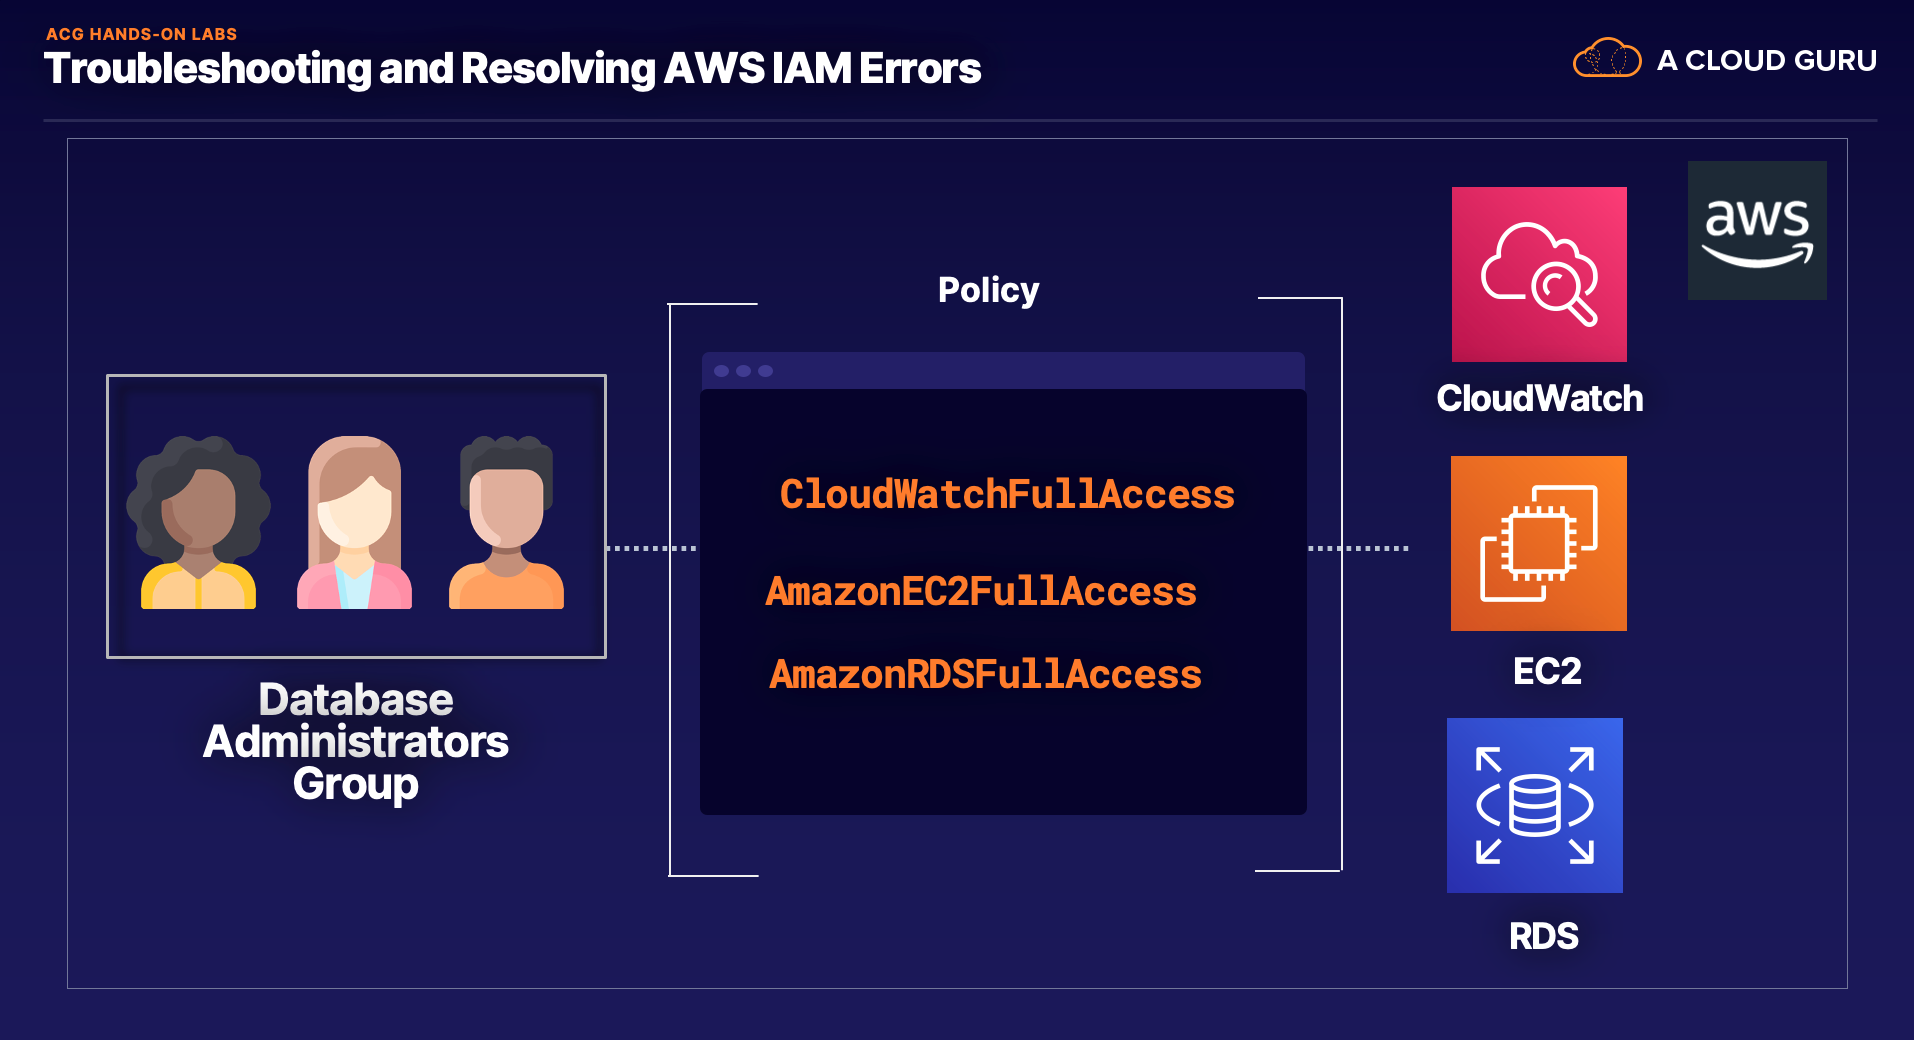 ACG HANDS-ON LABS
Troubleshooting and Resolving AWS IAM Errors
A CLOUD GURU
aws
Policy
CloudWatchFullAccess
AmazonEC2FullAccess
AmazonRDSFullAccess
Database
Administrators
Group
CloudWatch
EC2
RDS